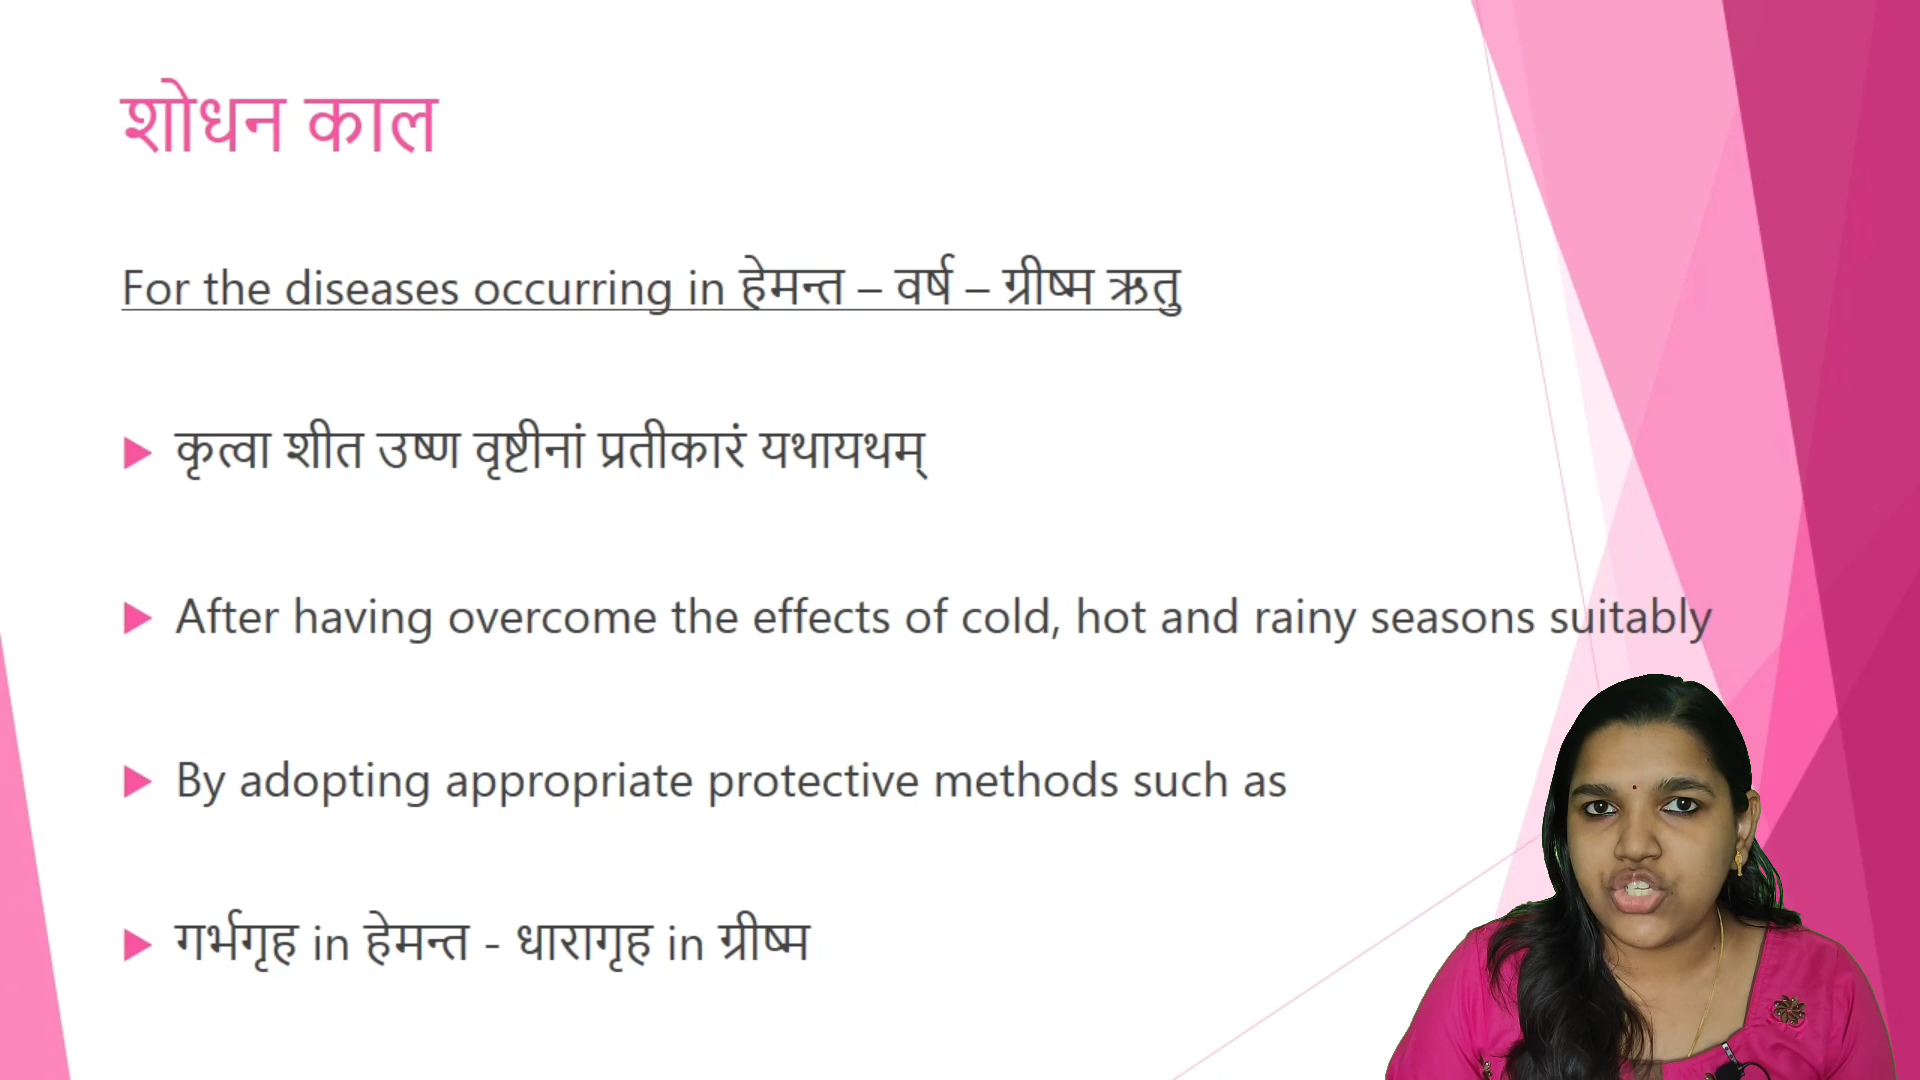 शोधन काल
For the diseases occurring in हेमन्त – वर्ष – ग्रीष्म ऋतु
कृत्वा शीत उष्ण वृष्टीनां प्रतीकारं यथायथम्
After having overcome the effects of cold, hot and rainy seasons suitably
By adopting appropriate protective methods such as
गर्भगृह in हेमन्त - धारागृह in ग्रीष्म